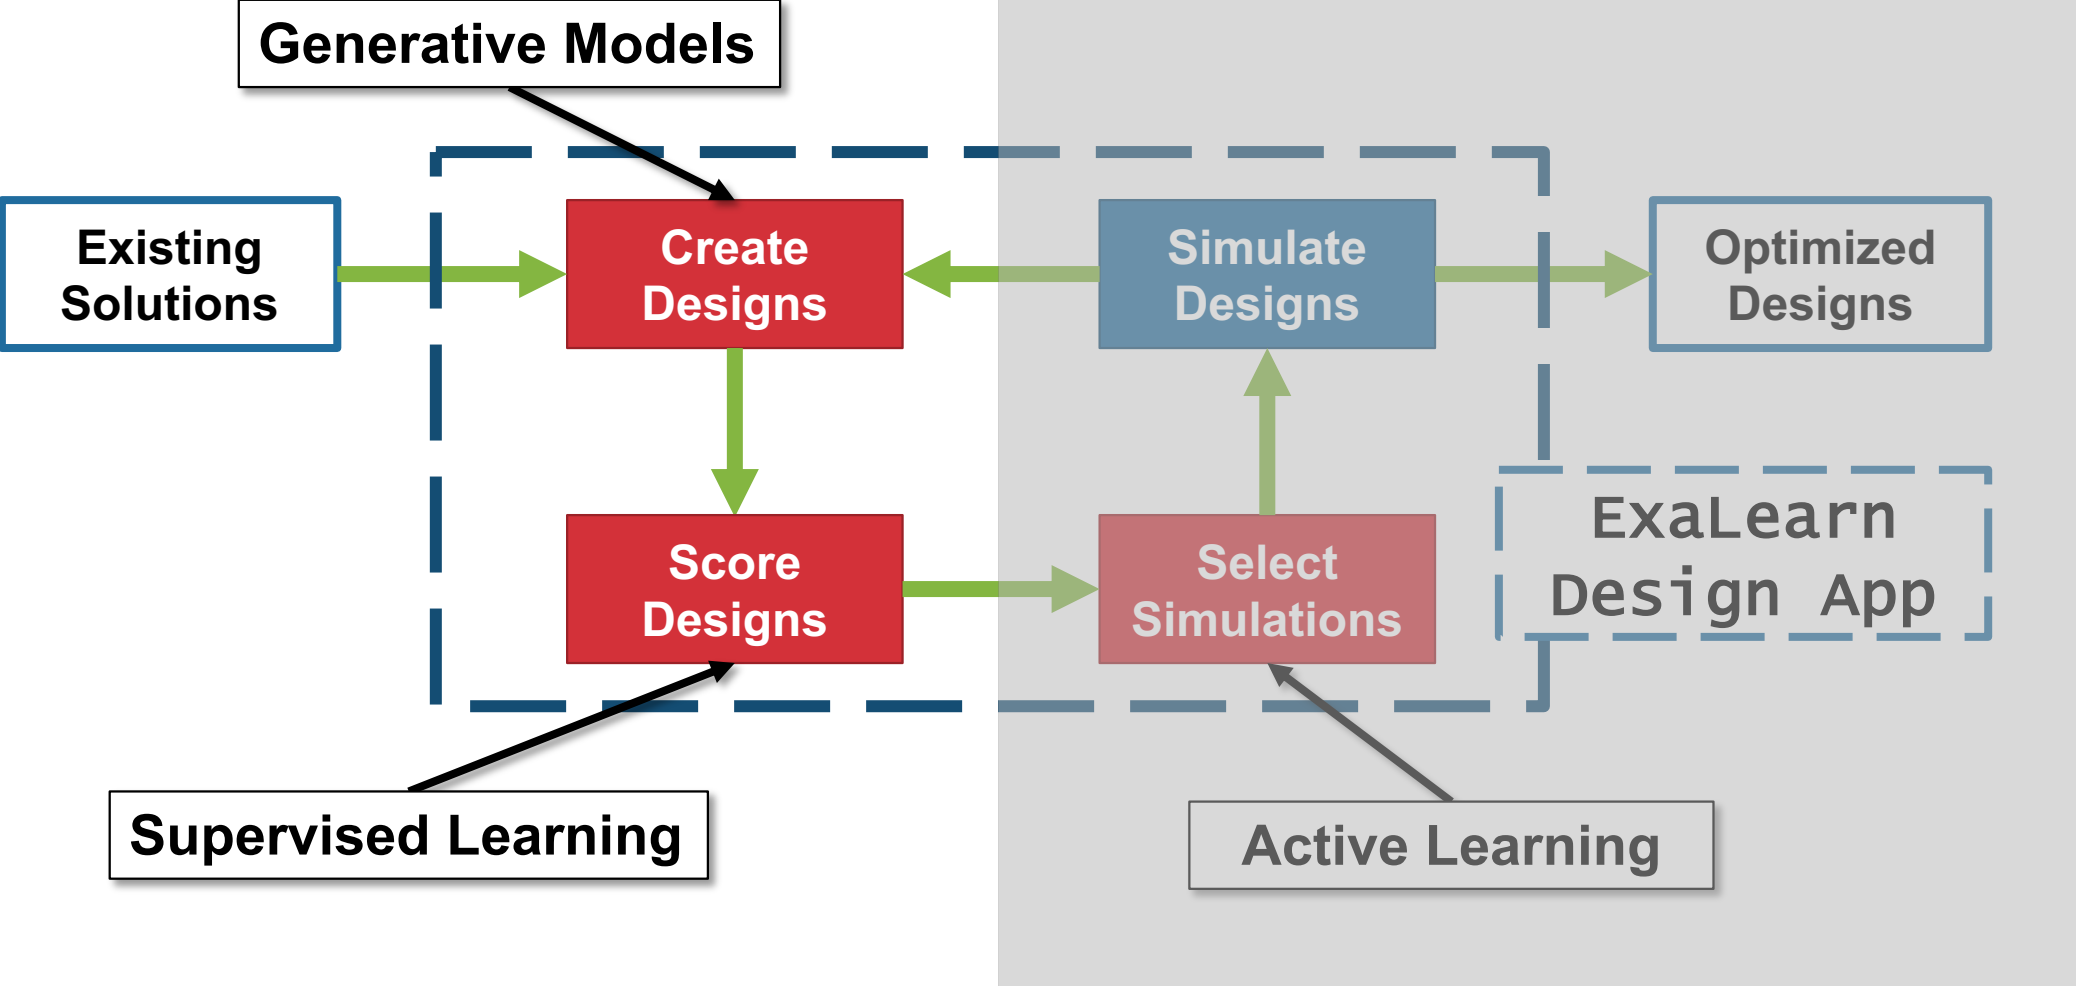 Generative Models
Existing
Solutions
Create
Designs
Simulate
Designs
Optimized
Designs
Score
Designs
Select
Simulations
ExaLearn
Design App
Supervised Learning
Active Learning